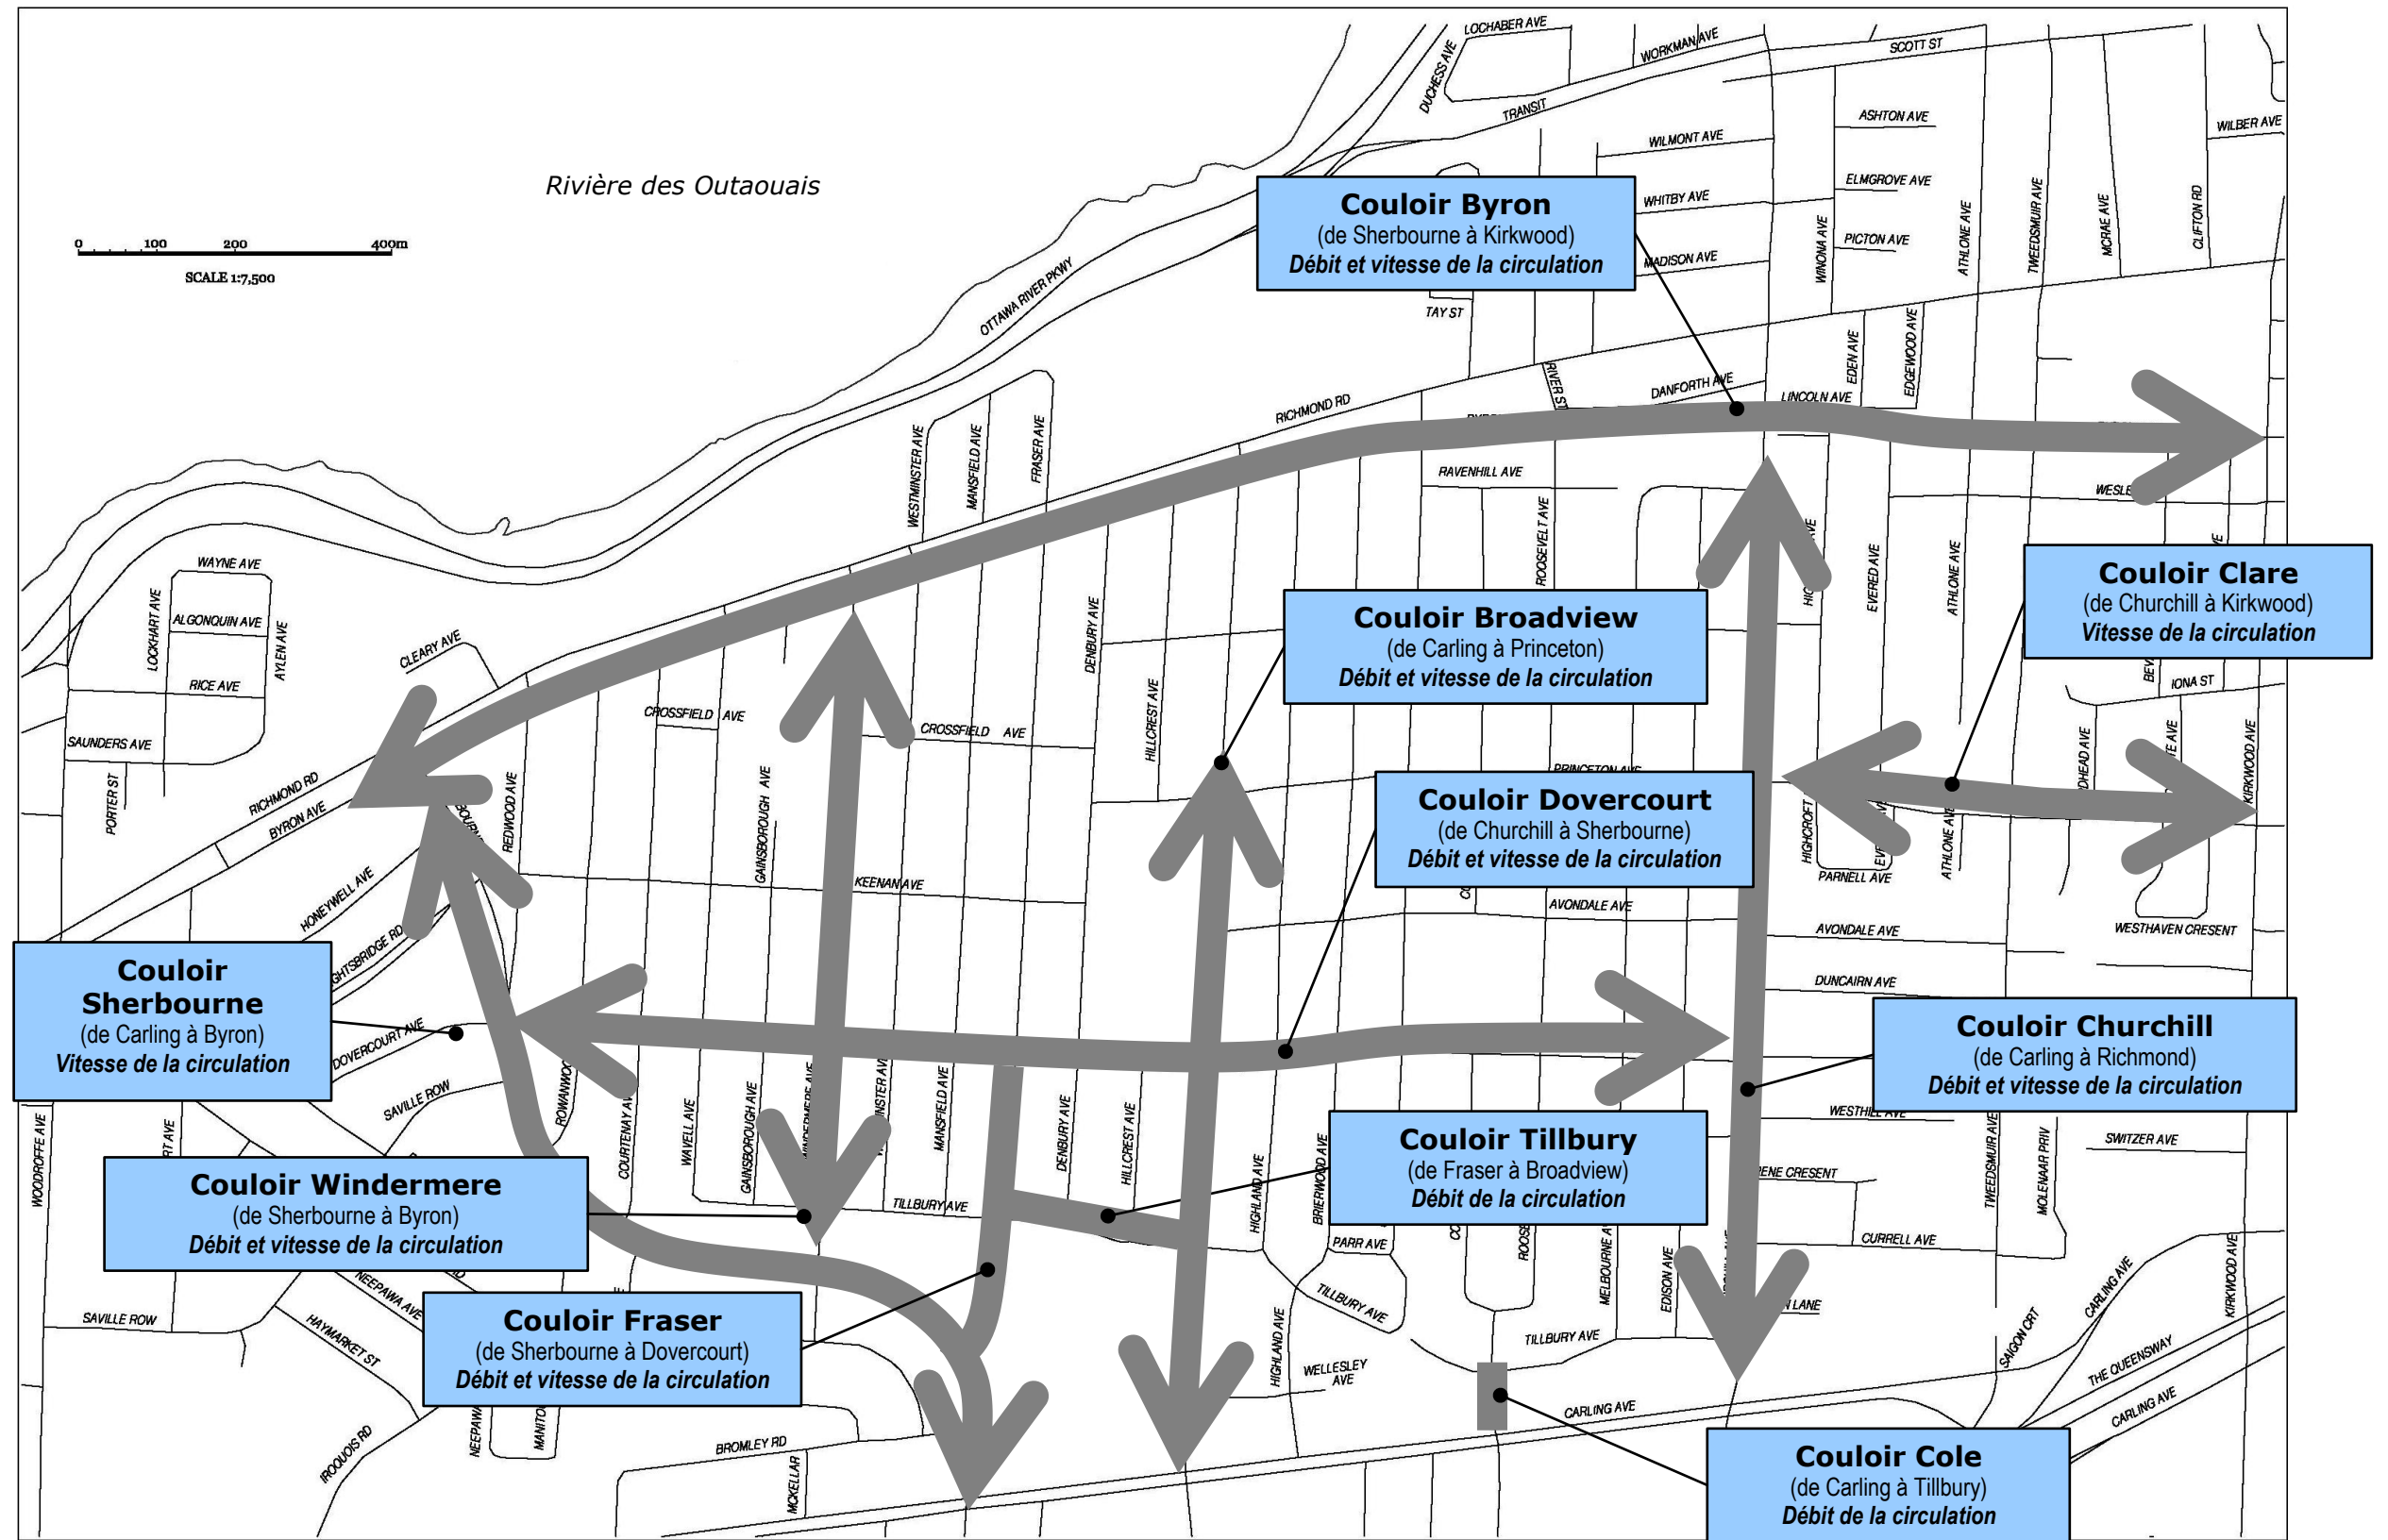 LOCHABER AVE
WORKMAN AVE
SCOTT ST
DUCHESS AVE
TRANSIT
ASHTON AVE
WILBER AVE
WILMONT AVE
Rivière des Outaouais
ELMGROVE AVE
WHITBY AVE
Couloir Byron
(de Sherbourne à Kirkwood)
Débit et vitesse de la circulation
WINONA AVE
PICTON AVE
ATHLONE AVE
TWEEDSMUIR AVE
MCRAE AVE
CLIFTON RD
MADISON AVE
0 100 200 400m
SCALE 1:7,500
OTTAWA RIVER PKWY
TAY ST
EDEN AVE
EDGEWOOD AVE
RIVER ST
DANFORTH AVE
LINCOLN AVE
RICHMOND RD
WESTMINSTER AVE
MANSFIELD AVE
FRASER AVE
RAVENHILL AVE
ROOSEVELT AVE
WAYNE AVE
LOCKHART AVE
ALGONQUIN AVE
AYLEN AVE
RICE AVE
CLEARY AVE
DENBURY AVE
EVERED AVE
ATHLONE AVE
Couloir Clare
(de Churchill à Kirkwood)
Vitesse de la circulation
Couloir Broadview
(de Carling à Princeton)
Débit et vitesse de la circulation
IONA ST
CROSSFIELD AVE
CROSSFIELD AVE
HILLCREST AVE
SAUNDERS AVE
PORTER ST
RICHMOND RD
BYRON AVE
REDWOOD AVE
GAINSBOROUGH AVE
PRINCETON AVE
KIRKWOOD AVE
Couloir Dovercourt
(de Churchill à Sherbourne)
Débit et vitesse de la circulation
HIGHCROFT
ATHLONE AVE
PARNELL AVE
KEENAN AVE
HONEYWELL AVE
AVONDALE AVE
AVONDALE AVE
WESTHAVEN CRESENT
GHTSBRIDGE RD
Couloir
Sherbourne
(de Carling à Byron)
Vitesse de la circulation
DUNCAIRN AVE
DOVERCOURT AVE
Couloir Churchill
(de Carling à Richmond)
Débit et vitesse de la circulation
SAVILLE ROW
ROWANWOO
COURTENAY AV
WAVELL AVE
GAINSBOROUGH AVE
WINDERMERE AVE
MANSFIELD AVE
DENBURY AVE
HILLCREST AVE
WESTHILL AVE
WOODROFFE AVE
RT AVE
Couloir Tillbury
(de Fraser à Broadview)
Débit de la circulation
HIGHLAND AVE
BRIERWOOD AVE
TWEEDSMUIR AVE
MOLENAAR PRIV
SWITZER AVE
ENE CRESENT
Couloir Windermere
(de Sherbourne à Byron)
Débit et vitesse de la circulation
TILLBURY AVE
PARR AVE
MELBOURNE AV
EDISON AVE
CURRELL AVE
CARLING AVE
KIRKWOOD AVE
NEEPAWA AVE
TILLBURY AVE
N LANE
SAVILLE ROW
HAYMARKET ST
Couloir Fraser
(de Sherbourne à Dovercourt)
Débit et vitesse de la circulation
HIGHLAND AVE
WELLESLEY
AVE
TILLBURY AVE
SAIGON CRT
THE QUEENSWAY
CARLING AVE
CARLING AVE
IROQUOIS RD
NEEPAWA
MANITOU
BROMLEY RD
MCKELLAR
Couloir Cole
(de Carling à Tillbury)
Débit de la circulation